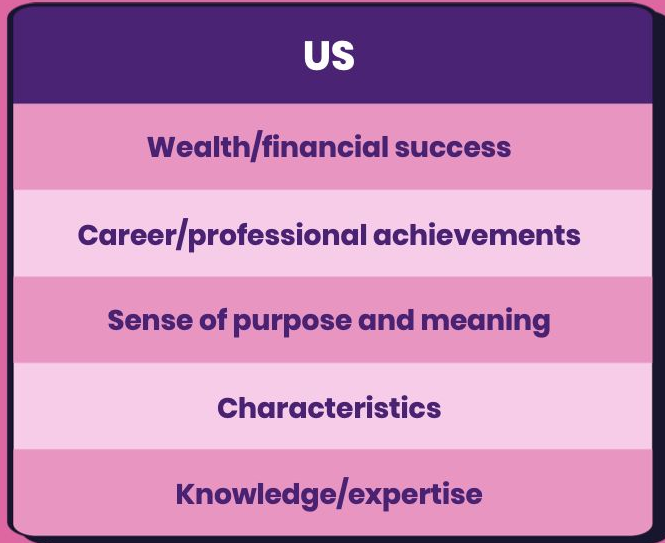 US
Wealth/financial success
Career/professional achievements
Sense of purpose and meaning
Characteristics
Knowledge/expertise